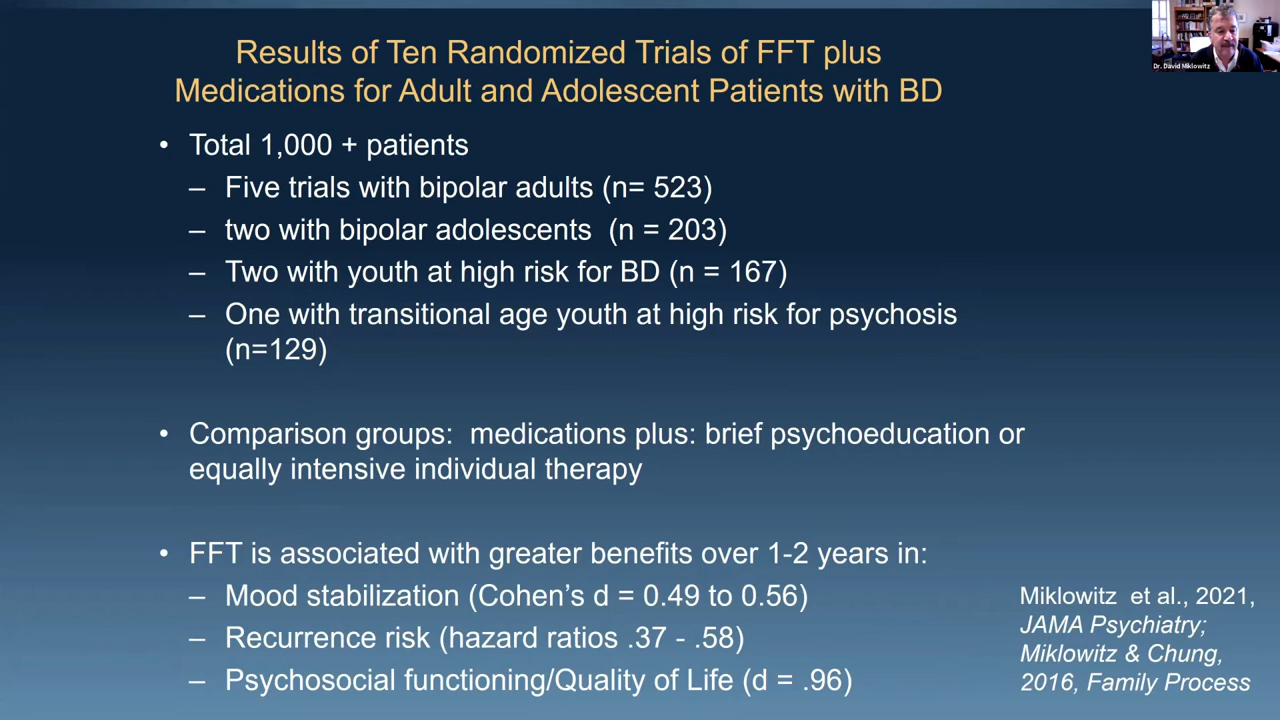 Results of Ten Randomized Trials of FFT plus
Medications for Adult and Adolescent Patients with BD
• Total 1,000 + patients
– Five trials with bipolar adults (n= 523)
– two with bipolar adolescents (n = 203)
– Two with youth at high risk for BD (n = 167)
– One with transitional age youth at high risk for psychosis
(n=129)
• Comparison groups: medications plus: brief psychoeducation or
equally intensive individual therapy
• FFT is associated with greater benefits over 1-2 years in:
– Mood stabilization (Cohen’s d = 0.49 to 0.56)
– Recurrence risk (hazard ratios .37 - .58)
– Psychosocial functioning/Quality of Life (d = .96)
Miklowitz et al., 2021,
JAMA Psychiatry;
Miklowitz & Chung,
2016, Family Process
Dr. David Miklowitz